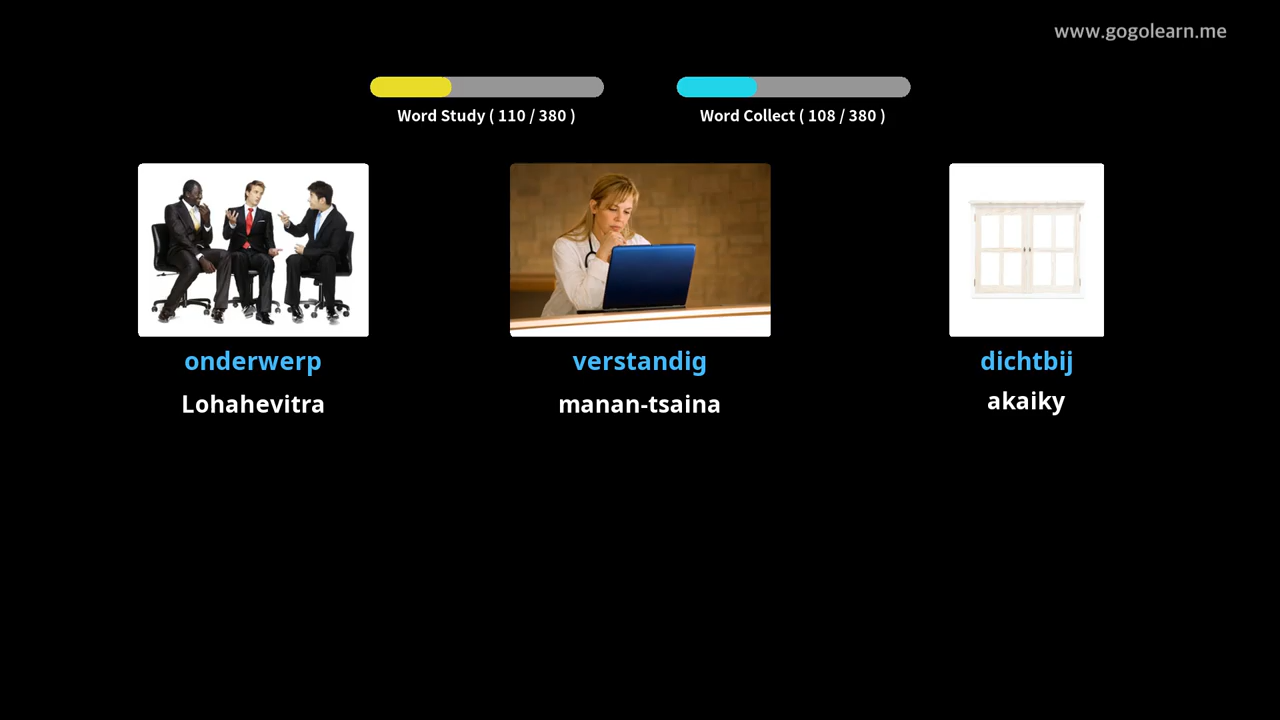 www.gogolearn.me
Word Study ( 110 / 380 )
Word Collect ( 108 / 380 )
onderwerp
verstandig
dichtbij
Lohahevitra
manan-tsaina
akaiky